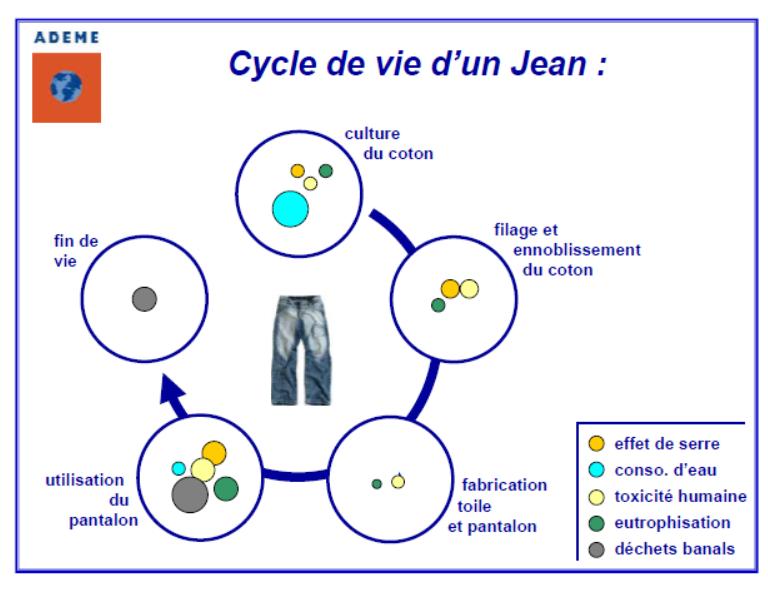 ADEME
Cycle de vie d'un Jean :
culture
du coton
filage et
ennoblissement
du coton
fabrication
toile
et pantalon
utilisation
du
pantalon
fin de
vie
effet de serre
conso. d'eau
toxicité humaine
eutrophisation
déchets banals